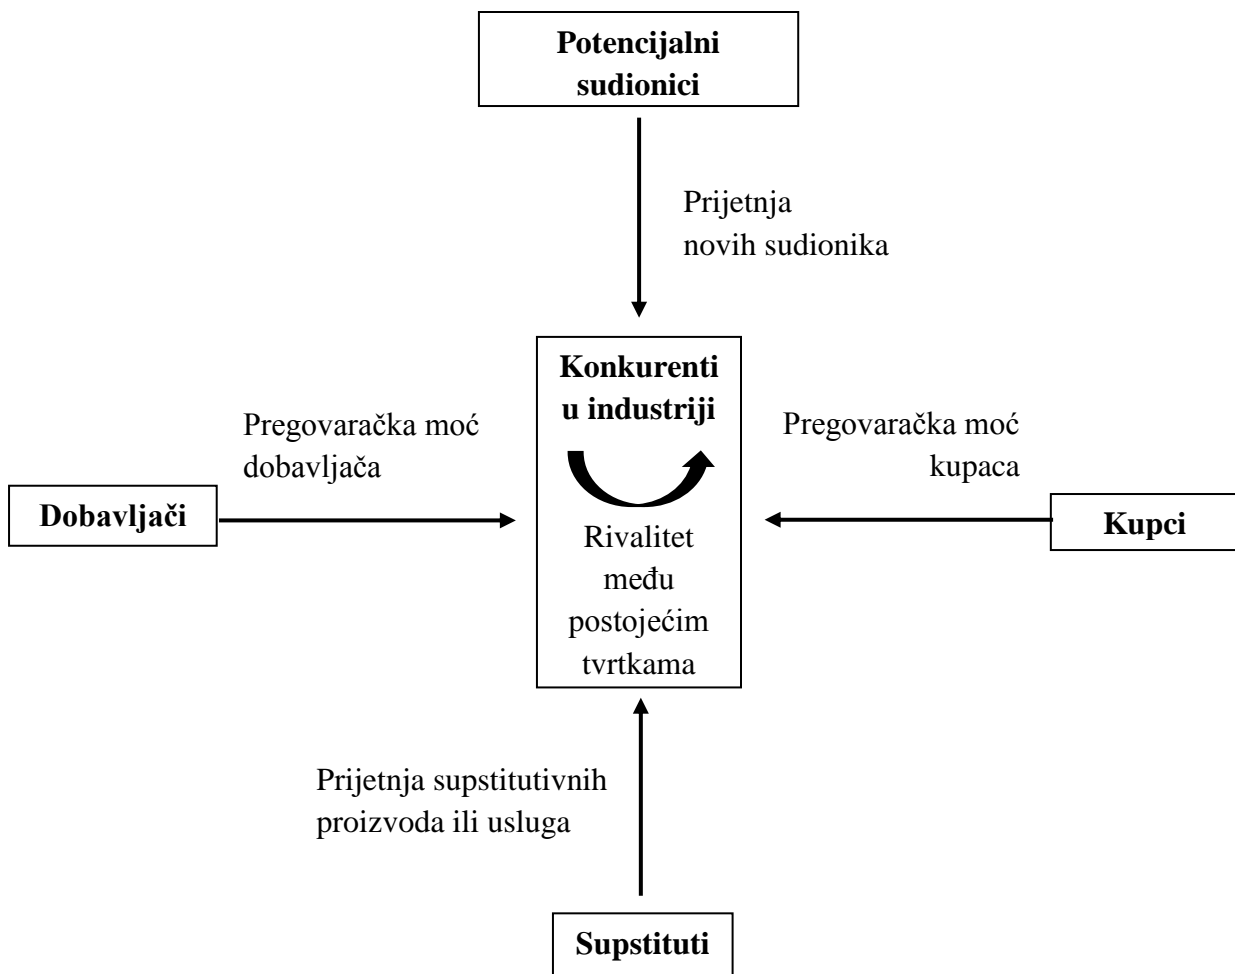 Potencijalni
sudionici
Prijetnja
novih sudionika
Konkurenti
u industriji
Pregovaračka moć
dobavljača
Pregovaračka moć
kupaca
Dobavljači
Kupci
Rivalitet
među
postojećim
tvrtkama
Prijetnja supstitutivnih
proizvoda ili usluga
Supstituti